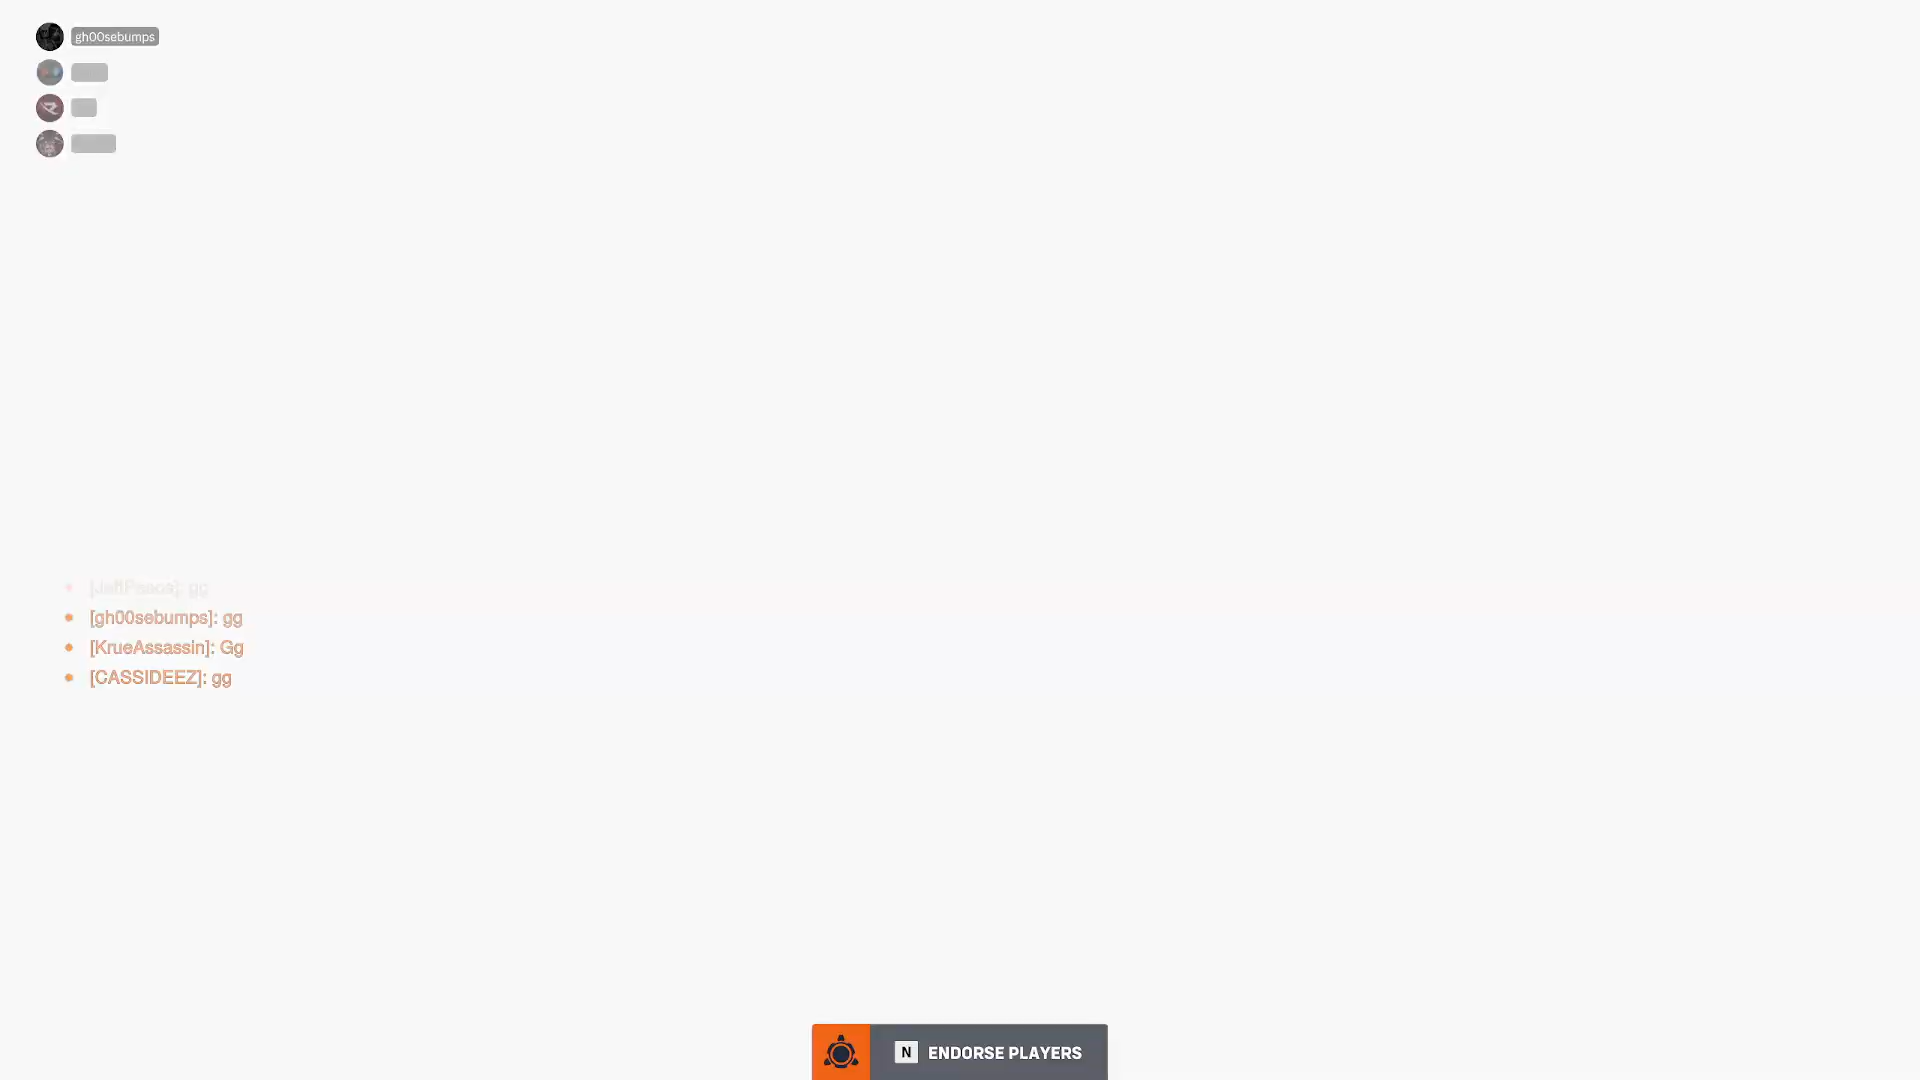 gh00sebumps
[gh00sebumps]: gg
[KrueAssassin]: Gg
[CASSIDEEZ]: gg
N ENDORSE PLAYERS